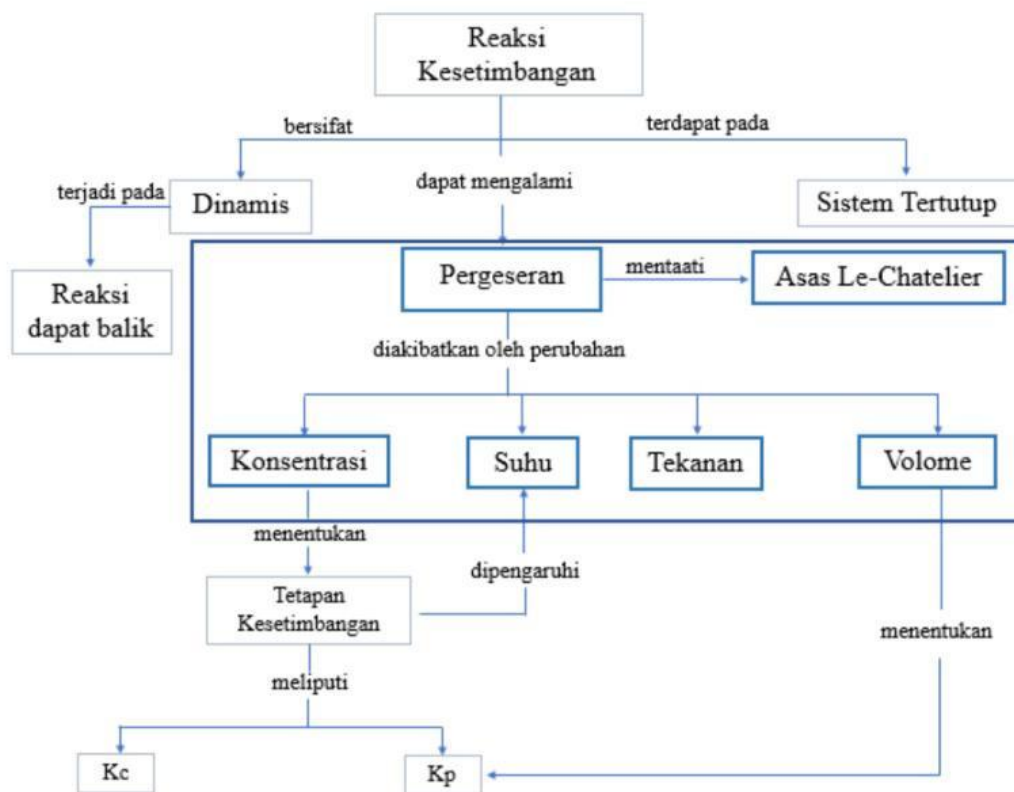 Reaksi
Kesetimbangan
bersifat
terdapat pada
terjadi pada
Dinamis
dapat mengalami
Sistem Tertutup
Reaksi
dapat balik
Pergeseran
mentaati
Asas Le-Chatelier
diakibatkan oleh perubahan
Konsentrasi
Suhu
Tekanan
Volome
menentukan
dipengaruhi
Tetapan
Kesetimbangan
menentukan
meliputi
Kc
Kp